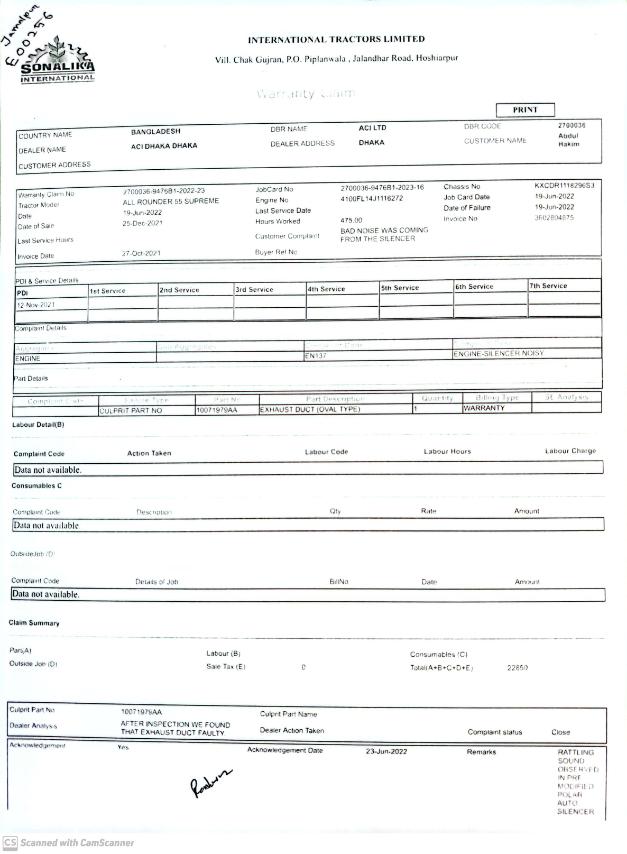 Jamalpur
E00256
SONALIKA
INTERNATIONAL
INTERNATIONAL TRACTORS LIMITED
Vill. Chak Gujran, P.O. Piplanwala , Jalandhar Road, Hoshiarpur
Warranty Claim
PRINT
COUNTRY NAME BANGLADESH DBR NAME ACI LTD DBR CODE 2700036
DEALER NAME ACI DHAKA DHAKA DEALER ADDRESS DHAKA CUSTOMER NAME Abdul Hakim
CUSTOMER ADDRESS
Warranty Claim No 2700036-9476B1-2022-23 JobCard No 2700036-9476B1-2023-16 Chassis No KXCDR1118296S3
Tractor Model ALL ROUNDER 55 SUPREME Engine No 4100FL14J1116272 Job Card Date 19-Jun-2022
Date 19-Jun-2022 Last Service Date Date of Failure 19-Jun-2022
Date of Sale 25-Dec-2021 Hours Worked 475.00 Invoice No 3602804875
Last Service Hours Customer Complaint BAD NOISE WAS COMING FROM THE SILENCER
Invoice Date 27-Oct-2021 Buyer Ref No
PDI & Service Details
PDI 1st Service 2nd Service 3rd Service 4th Service 5th Service 6th Service 7th Service
12-Nov-2021
Complaint Details
ENGINE EN137 ENGINE-SILENCER NOISY
Part Details
Complaint Code Failure Type Part No Part Description Quantity Billing Type St. Analysis
CULPRIT PART NO 10071979AA EXHAUST DUCT (OVAL TYPE) 1 WARRANTY
Labour Detail(B)
Complaint Code Action Taken Labour Code Labour Hours Labour Charge
Data not available.
Consumables C
Complaint Code Description Qty Rate Amount
Data not available
OutsideJob (D)
Complaint Code Details of Job BillNo Date Amount
Data not available.
Claim Summary
Pars(A) Labour (B) Consumables (C)
Outside Job (D) Sale Tax (E) 0 Total(A+B+C+D+E) 22850
Culprit Part No 10071979AA Culprit Part Name
Dealer Analysis AFTER INSPECTION WE FOUND THAT EXHAUST DUCT FAULTY Dealer Action Taken Complaint status Close
Acknowledgement Yes Acknowledgement Date 23-Jun-2022 Remarks RATTLING
SOUND
OBSERVED
IN PRE
MODIFIED
POLAR
AUTO
SILENCER
CS Scanned with CamScanner